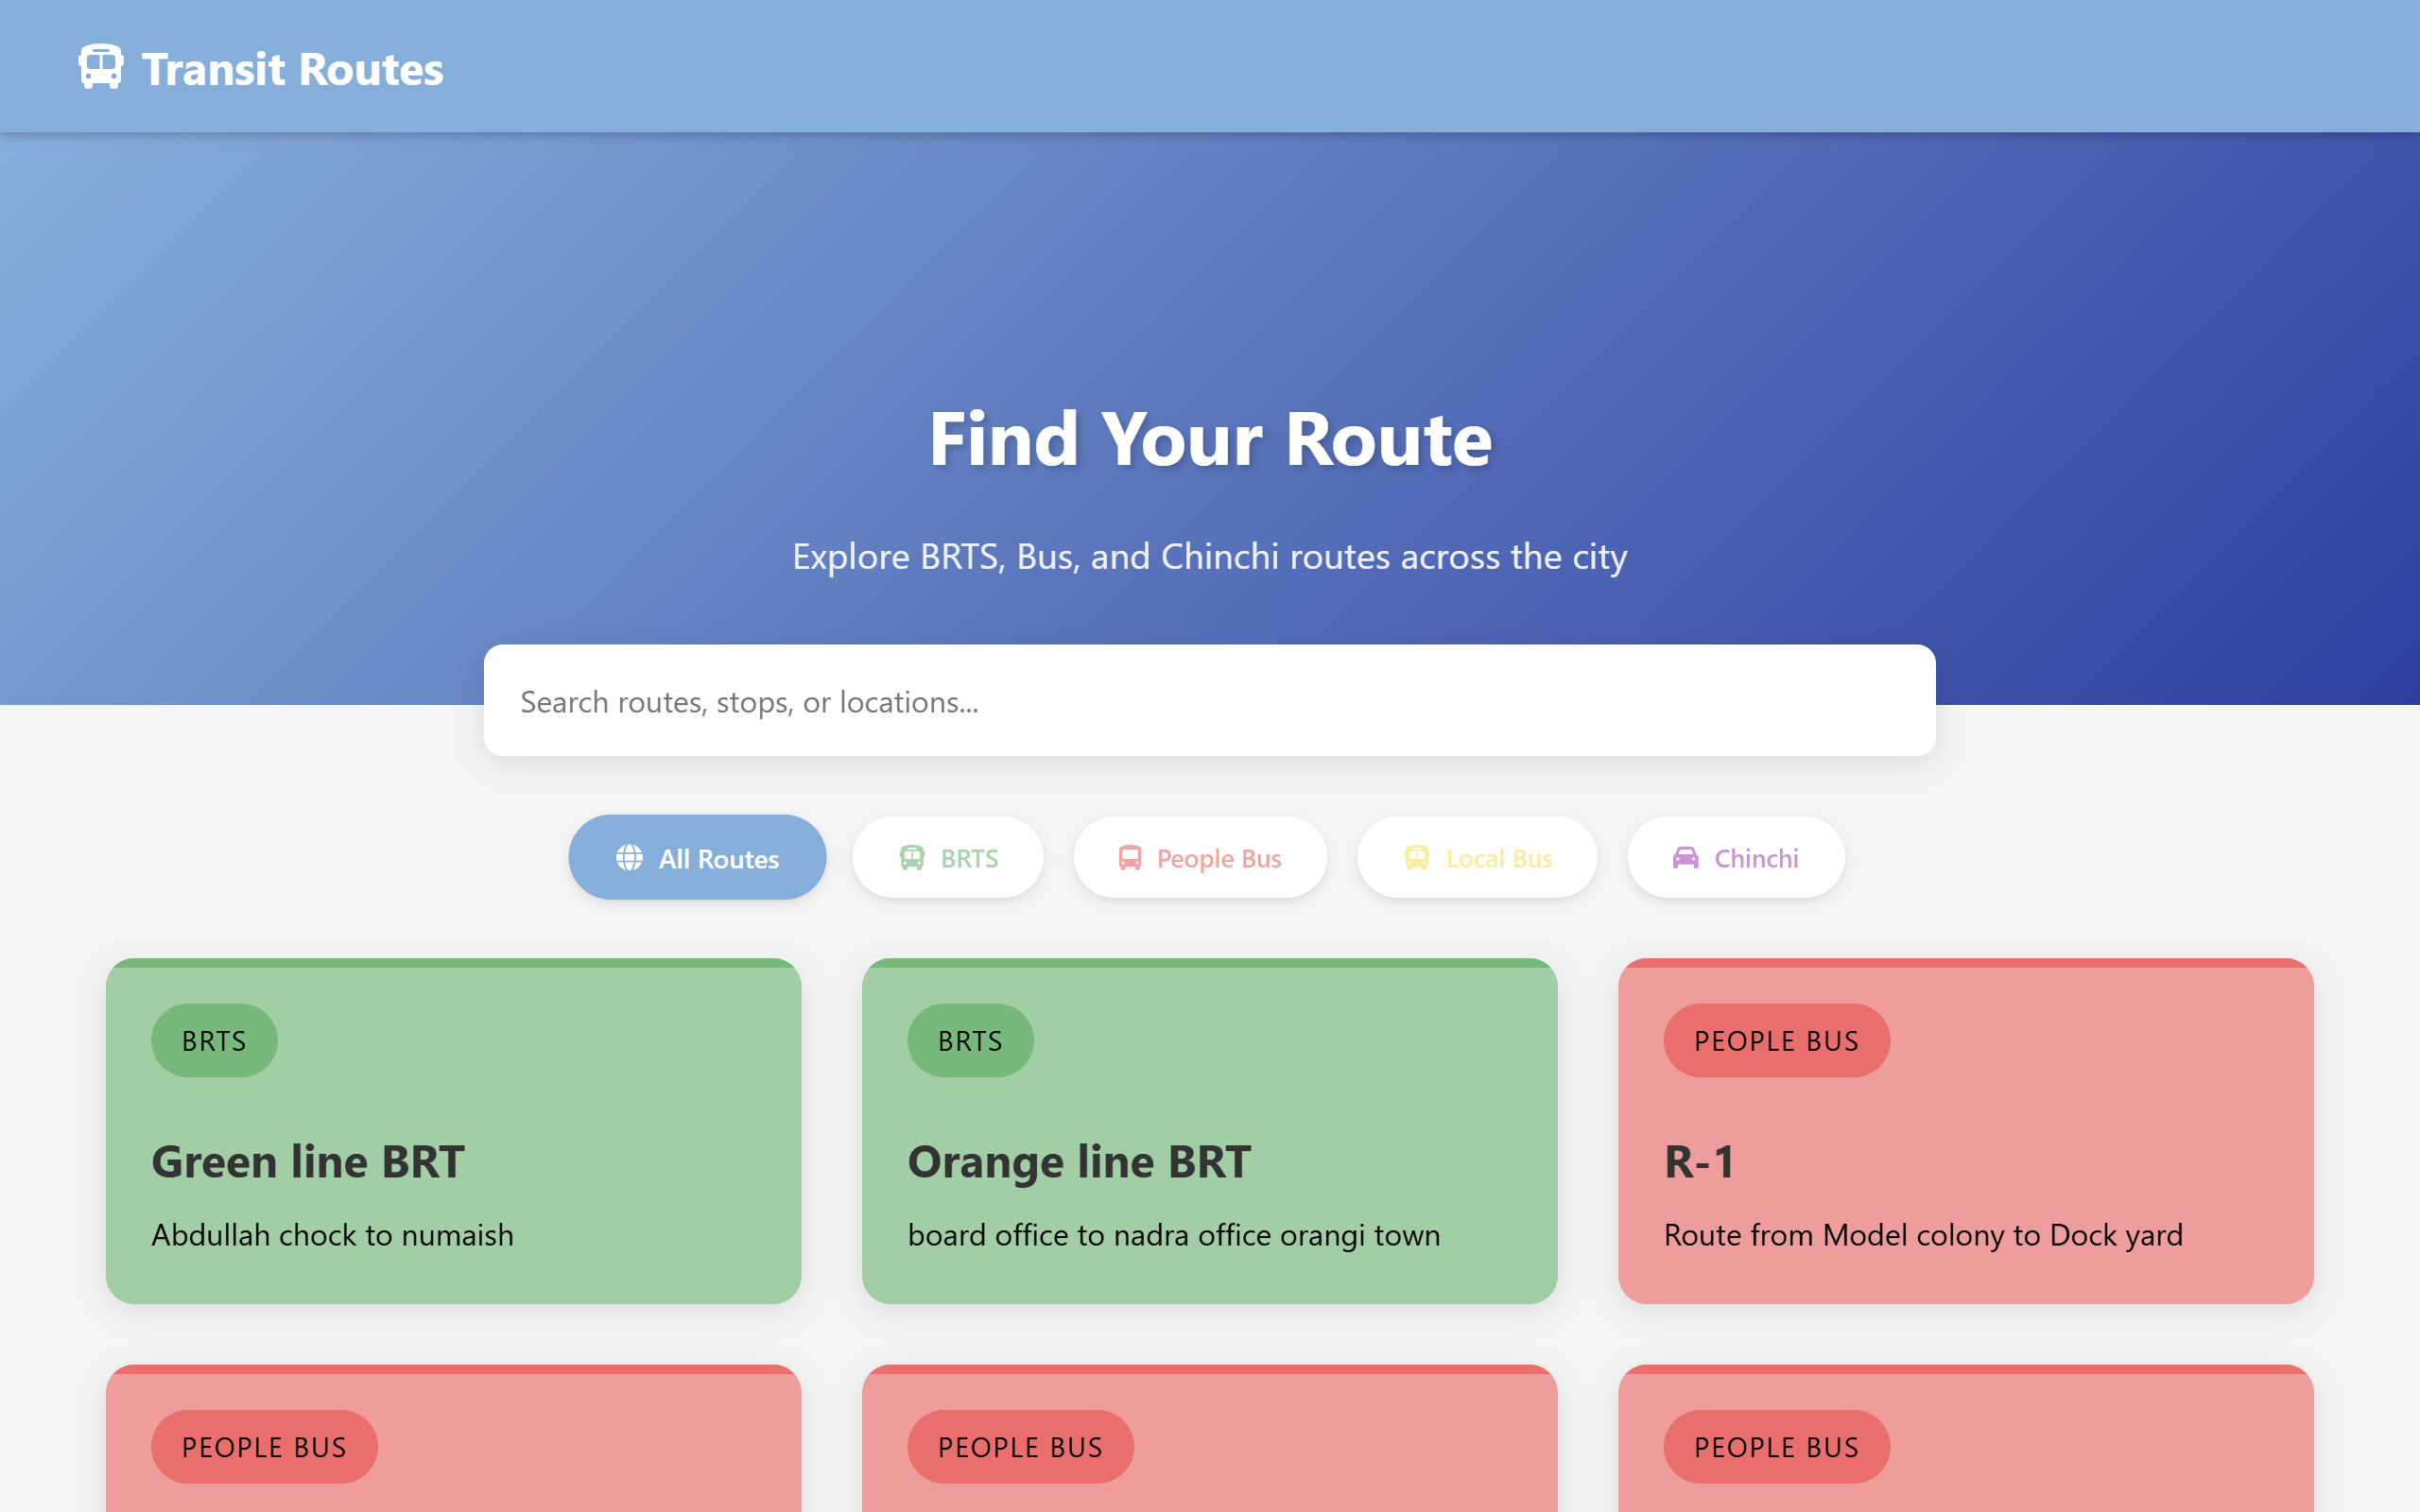 Transit Routes
Find Your Route
Explore BRTS, Bus, and Chinchi routes across the city
Search routes, stops, or locations...
All Routes
BRTS
People Bus
Local Bus
Chinchi
BRTS
Green line BRT
Abdullah chock to numaish
BRTS
Orange line BRT
board office to nadra office orangi town
PEOPLE BUS
R-1
Route from Model colony to Dock yard
PEOPLE BUS
PEOPLE BUS
PEOPLE BUS